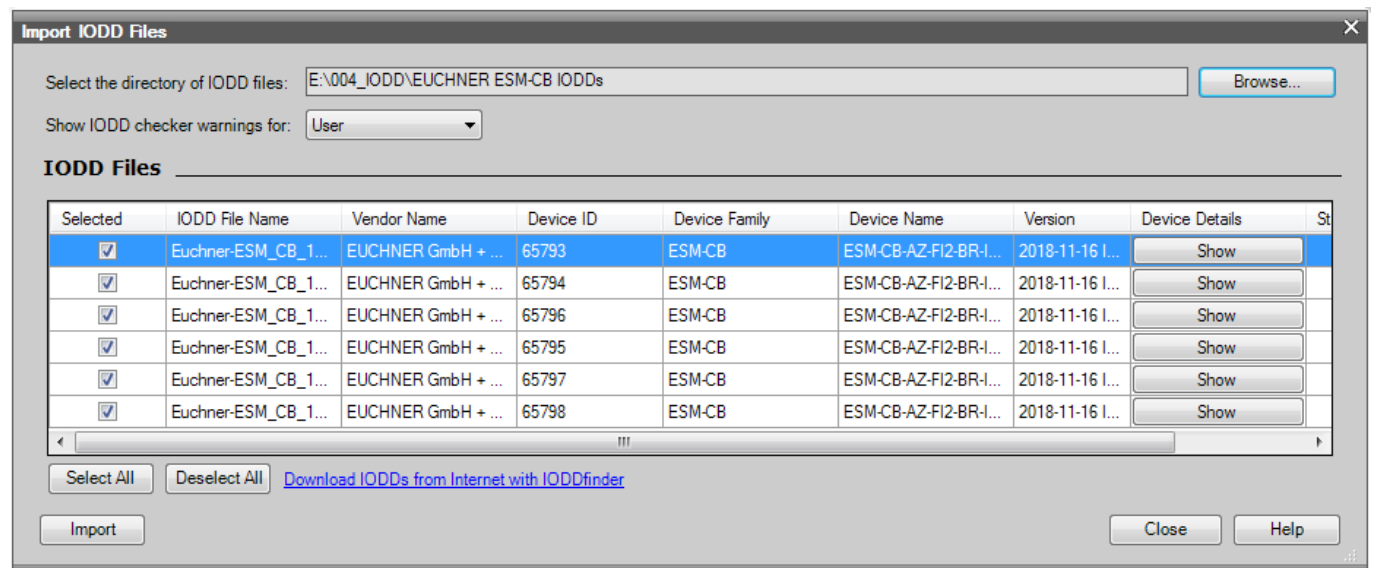 Import IODD Files
Select the directory of IODD files: E:\004_IODD\EUCHNER ESM-CB IODDs Browse...
Show IODD checker warnings for: User
IODD Files
Selected IODD File Name Vendor Name Device ID Device Family Device Name Version Device Details St
Euchner-ESM_CB_1... EUCHNER GmbH + ... 65793 ESM-CB ESM-CB-AZ-FI2-BR-I... 2018-11-16 I... Show
Euchner-ESM_CB_1... EUCHNER GmbH + ... 65794 ESM-CB ESM-CB-AZ-FI2-BR-I... 2018-11-16 I... Show
Euchner-ESM_CB_1... EUCHNER GmbH + ... 65796 ESM-CB ESM-CB-AZ-FI2-BR-I... 2018-11-16 I... Show
Euchner-ESM_CB_1... EUCHNER GmbH + ... 65795 ESM-CB ESM-CB-AZ-FI2-BR-I... 2018-11-16 I... Show
Euchner-ESM_CB_1... EUCHNER GmbH + ... 65797 ESM-CB ESM-CB-AZ-FI2-BR-I... 2018-11-16 I... Show
Euchner-ESM_CB_1... EUCHNER GmbH + ... 65798 ESM-CB ESM-CB-AZ-FI2-BR-I... 2018-11-16 I... Show
Select All Deselect All Download IODDs from Internet with IODDfinder
Import Close Help